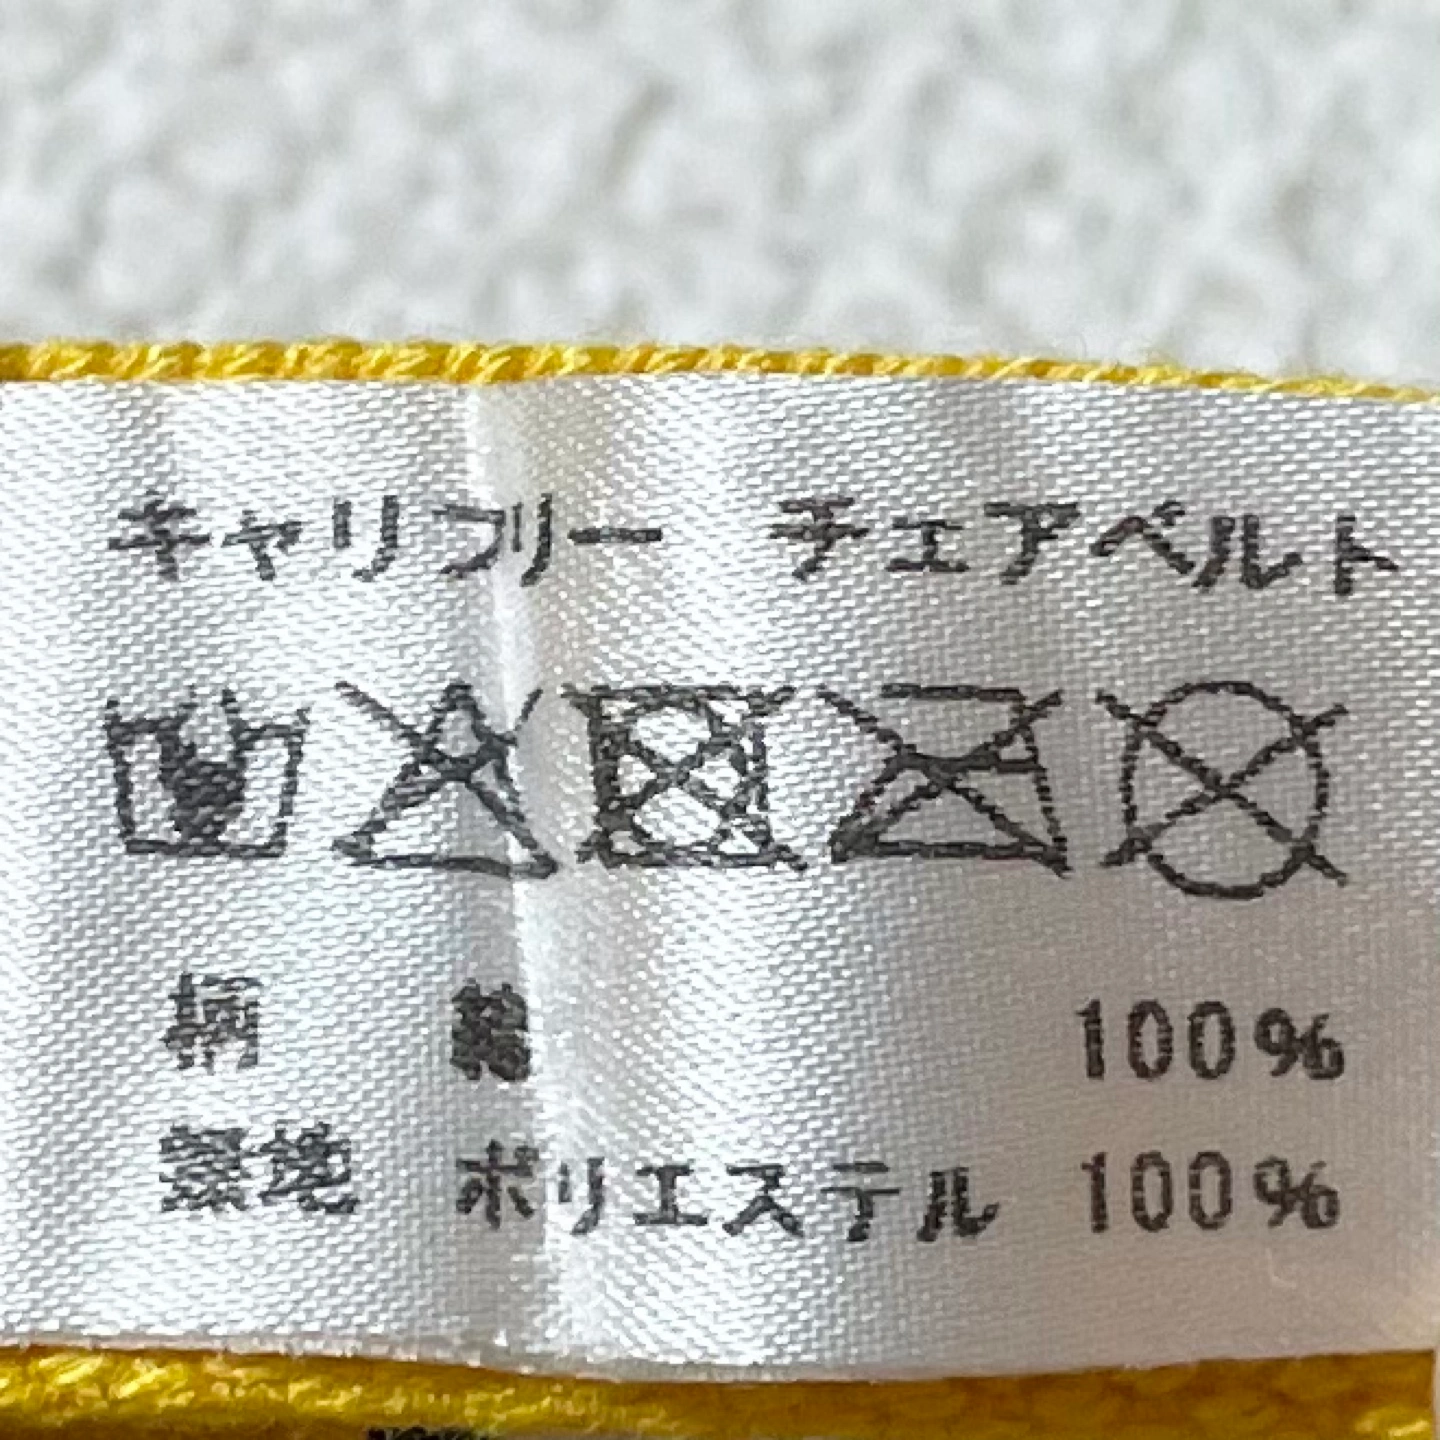 キャリフリー チェアベルト
柄 綿 100%
無地 ポリエステル 100%